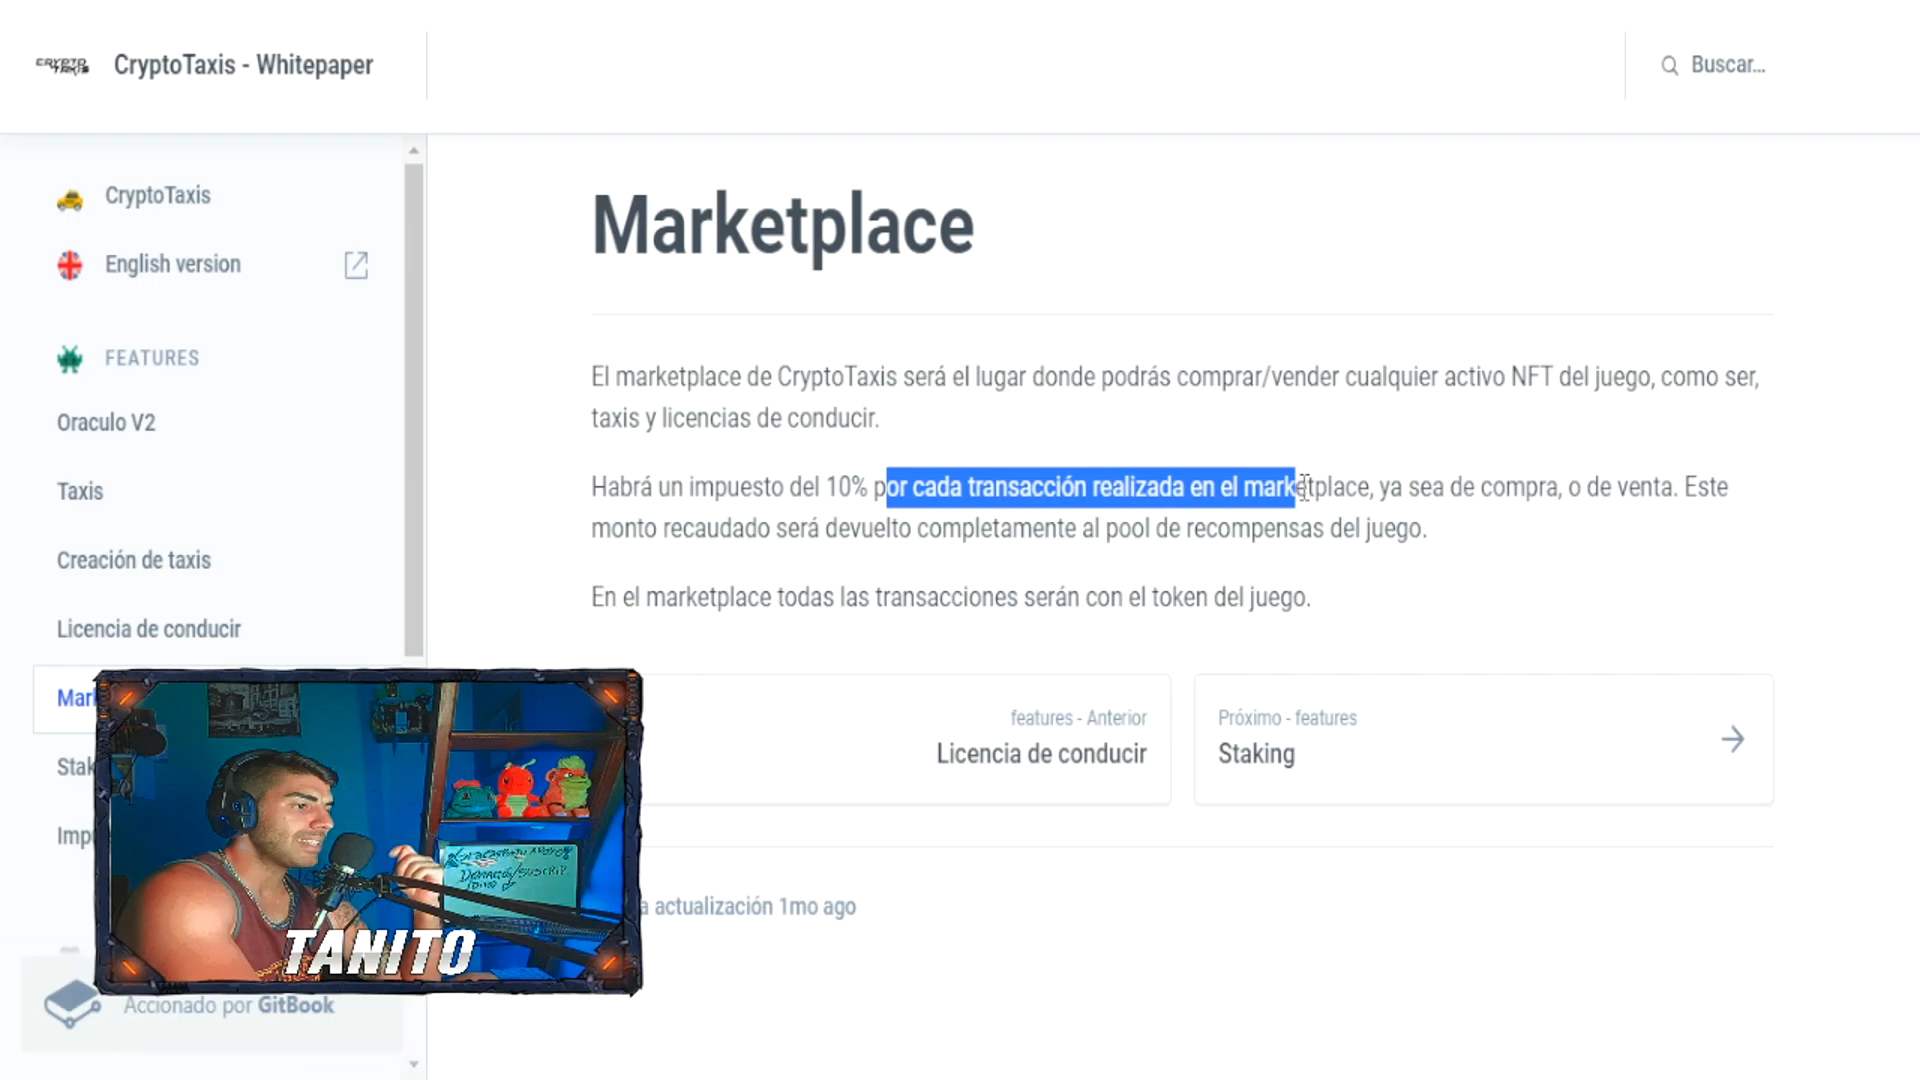 CRYPTO
TAXIS
CryptoTaxis - Whitepaper
Buscar...
CryptoTaxis
English version
FEATURES
Oraculo V2
Taxis
Creación de taxis
Licencia de conducir
Mar
Stak
Imp
Accionado por GitBook
Marketplace
El marketplace de CryptoTaxis será el lugar donde podrás comprar/vender cualquier activo NFT del juego, como ser,
taxis y licencias de conducir.
Habrá un impuesto del 10% por cada transacción realizada en el marketplace, ya sea de compra, o de venta. Este
monto recaudado será devuelto completamente al pool de recompensas del juego.
En el marketplace todas las transacciones serán con el token del juego.
features - Anterior
Licencia de conducir
Próximo - features
Staking
a actualización 1mo ago
TANITO